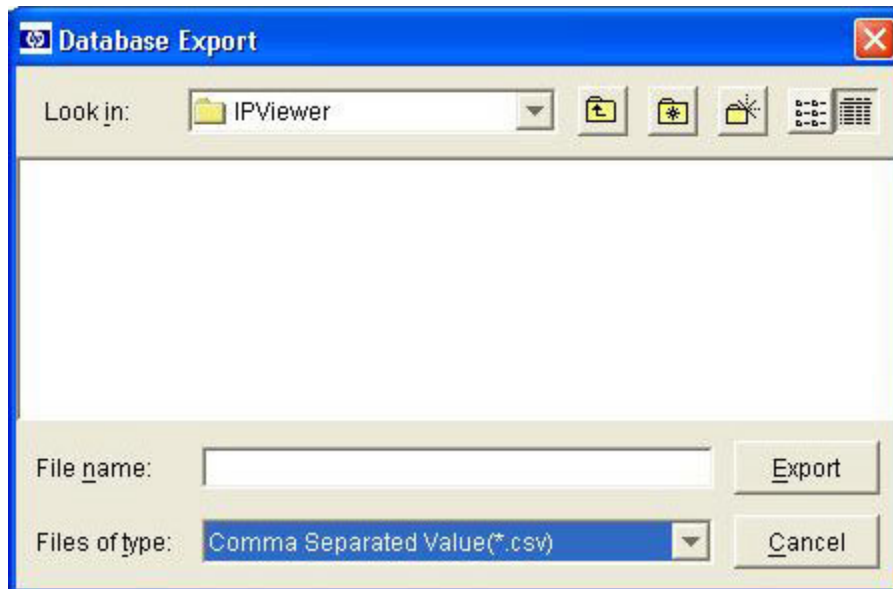 Database Export
Look in: IPViewer
File name: Export
Files of type: Comma Separated Value(*.csv) Cancel